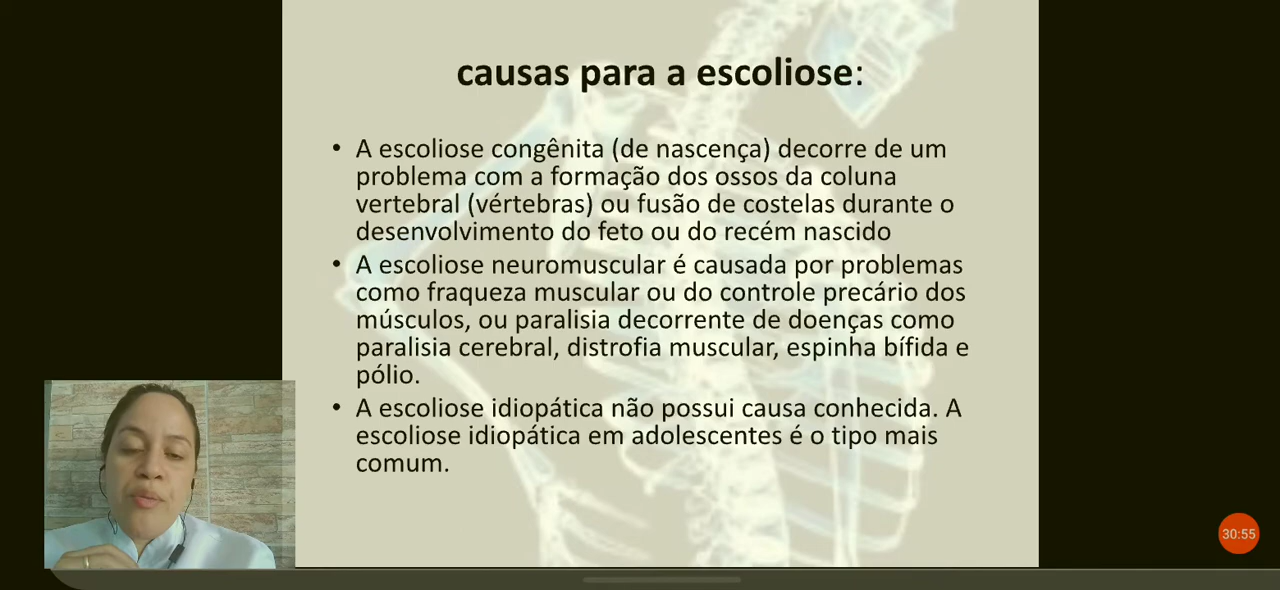 causas para a escoliose:
• A escoliose congênita (de nascença) decorre de um
problema com a formação dos ossos da coluna
vertebral (vértebras) ou fusão de costelas durante o
desenvolvimento do feto ou do recém nascido
• A escoliose neuromuscular é causada por problemas
como fraqueza muscular ou do controle precário dos
músculos, ou paralisia decorrente de doenças como
paralisia cerebral, distrofia muscular, espinha bífida e
pólio.
• A escoliose idiopática não possui causa conhecida. A
escoliose idiopática em adolescentes é o tipo mais
comum.
30:55